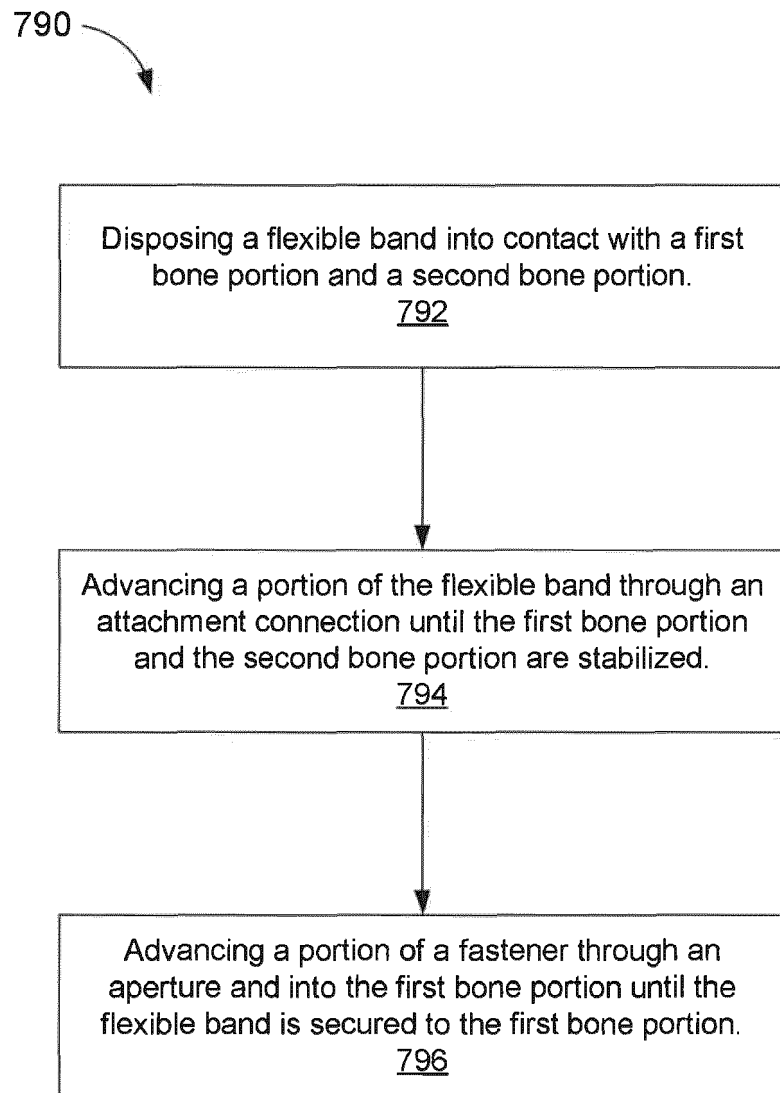 790
Disposing a flexible band into contact with a first
bone portion and a second bone portion.
792
Advancing a portion of the flexible band through an
attachment connection until the first bone portion
and the second bone portion are stabilized.
794
Advancing a portion of a fastener through an
aperture and into the first bone portion until the
flexible band is secured to the first bone portion.
796